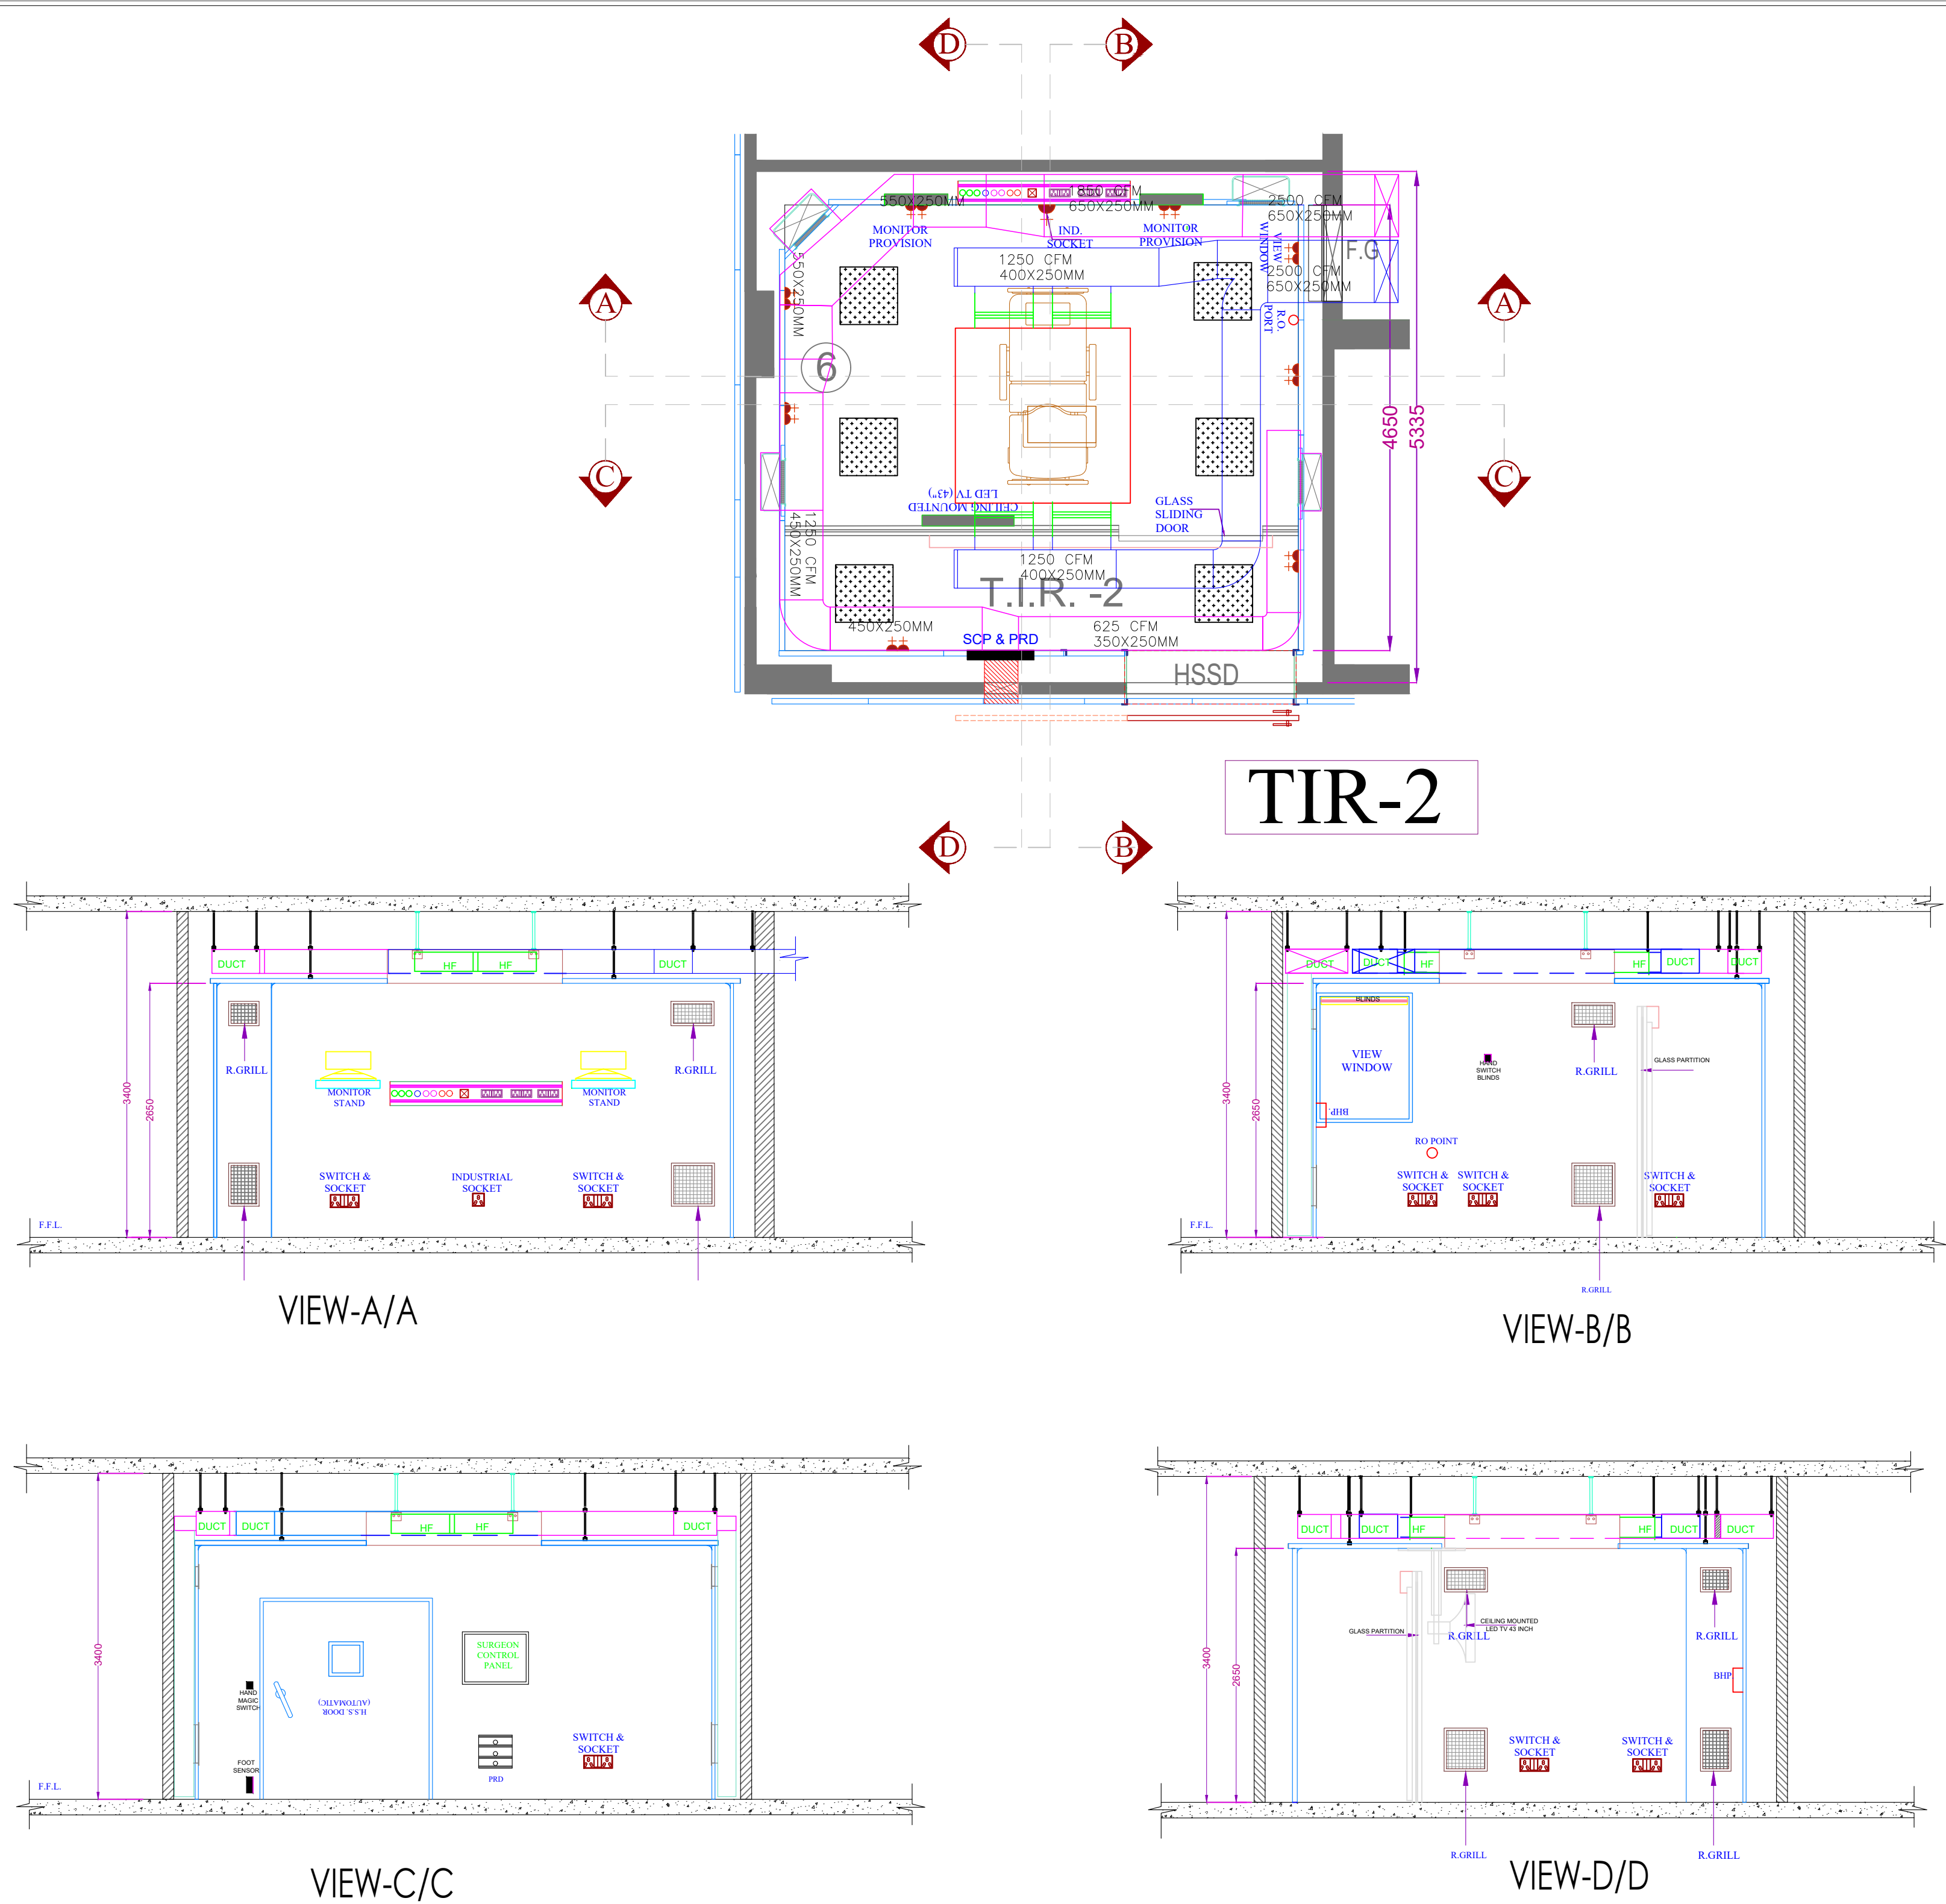 D
B
550X250MM
1850 CFM
650X250MM
2500 CFM
650X250MM
MONITOR
PROVISION
IND.
SOCKET
MONITOR
PROVISION
VIEW
WINDOW
F.G
1250 CFM
400X250MM
2500 CFM
650X250MM
550X250MM
R.O.
PORT
A
A
6
4650
5335
C
C
CEILING MOUNTED
LED TV (43")
GLASS
SLIDING
DOOR
1250 CFM
450X250MM
1250 CFM
400X250MM
T.I.R. -2
450X250MM
SCP & PRD
625 CFM
350X250MM
HSSD
TIR-2
D
B
DUCT
HF
HF
DUCT
R.GRILL
R.GRILL
MONITOR
STAND
MONITOR
STAND
3400
2650
SWITCH &
SOCKET
INDUSTRIAL
SOCKET
SWITCH &
SOCKET
F.F.L.
VIEW-A/A
DUCT
DUCT
HF
HF
DUCT
DUCT
BLINDS
VIEW
WINDOW
HAND
SWITCH
BLINDS
R.GRILL
GLASS PARTITION
BHP.
3400
2650
RO POINT
SWITCH &
SOCKET
SWITCH &
SOCKET
SWITCH &
SOCKET
F.F.L.
R.GRILL
VIEW-B/B
DUCT
DUCT
HF
HF
DUCT
3400
SURGEON
CONTROL
PANEL
HAND
MAGIC
SWITCH
H.S.S. DOOR
(AUTOMATIC)
SWITCH &
SOCKET
FOOT
SENSOR
PRD
F.F.L.
VIEW-C/C
DUCT
DUCT
HF
HF
DUCT
DUCT
GLASS PARTITION
CEILING MOUNTED
LED TV 43 INCH
R.GRILL
R.GRILL
BHP.
3400
2650
SWITCH &
SOCKET
SWITCH &
SOCKET
R.GRILL
R.GRILL
VIEW-D/D